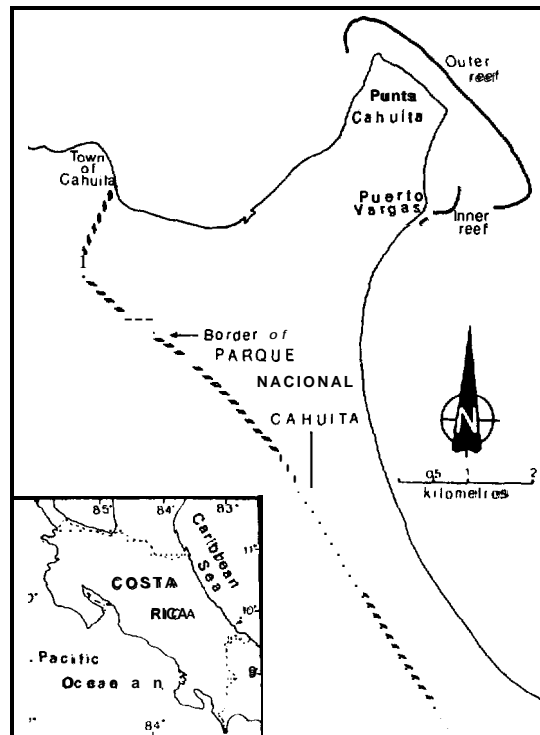 Outer
reef
Punta
Cahuita
Town
of
Cahuita
Puerto
Vargas
Inner
reef
Border of
PARQUE
NACIONAL
CAHUITA
N
0.5 1 2
kilometres
85° 84° 83°
Caribbean
Sea
11°
COSTA
RICA
10°
Pacific
Ocean
9°
84°